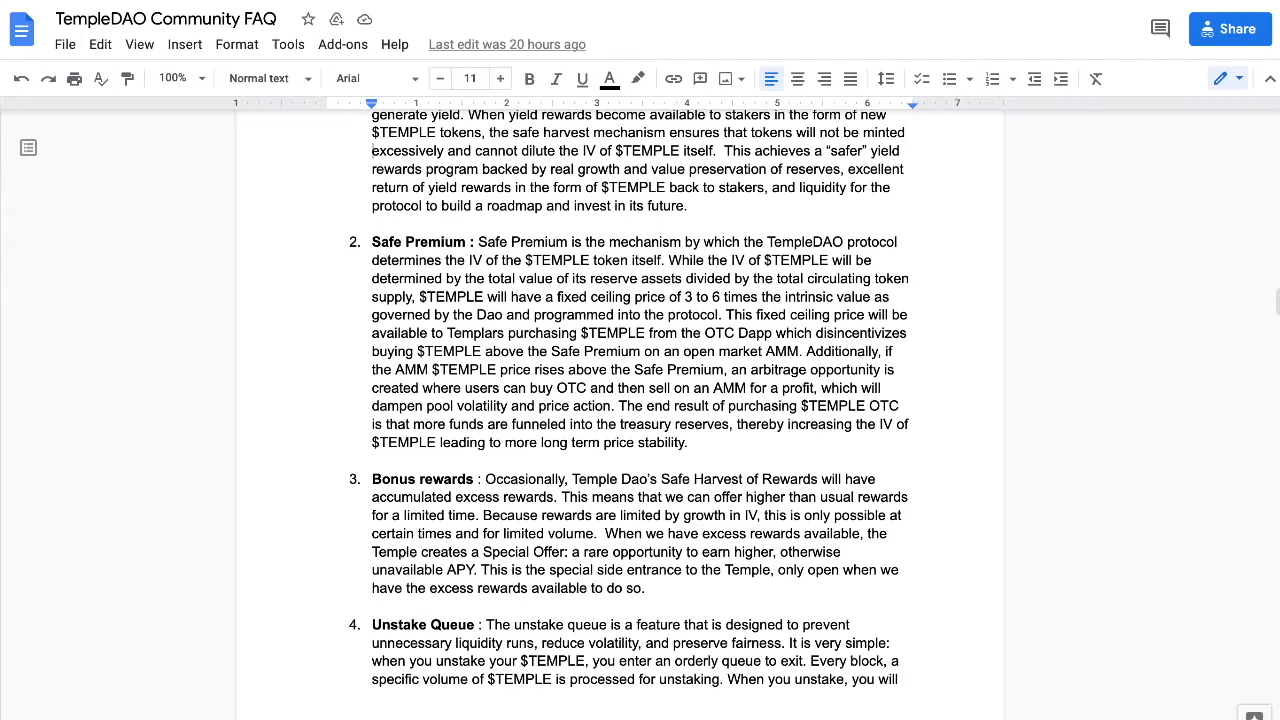 TempleDAO Community FAQ
File Edit View Insert Format Tools Add-ons Help Last edit was 20 hours ago
Share
100% Normal text Arial 11 B I U A
1 1 2 3 4 5 6 7
generate yield. When yield rewards become available to stakers in the form of new
$TEMPLE tokens, the safe harvest mechanism ensures that tokens will not be minted
excessively and cannot dilute the IV of $TEMPLE itself.  This achieves a “safer” yield
rewards program backed by real growth and value preservation of reserves, excellent
return of yield rewards in the form of $TEMPLE back to stakers, and liquidity for the
protocol to build a roadmap and invest in its future.
2. Safe Premium : Safe Premium is the mechanism by which the TempleDAO protocol
determines the IV of the $TEMPLE token itself. While the IV of $TEMPLE will be
determined by the total value of its reserve assets divided by the total circulating token
supply, $TEMPLE will have a fixed ceiling price of 3 to 6 times the intrinsic value as
governed by the Dao and programmed into the protocol. This fixed ceiling price will be
available to Templars purchasing $TEMPLE from the OTC Dapp which disincentivizes
buying $TEMPLE above the Safe Premium on an open market AMM. Additionally, if
the AMM $TEMPLE price rises above the Safe Premium, an arbitrage opportunity is
created where users can buy OTC and then sell on an AMM for a profit, which will
dampen pool volatility and price action. The end result of purchasing $TEMPLE OTC
is that more funds are funneled into the treasury reserves, thereby increasing the IV of
$TEMPLE leading to more long term price stability.
3. Bonus rewards : Occasionally, Temple Dao’s Safe Harvest of Rewards will have
accumulated excess rewards. This means that we can offer higher than usual rewards
for a limited time. Because rewards are limited by growth in IV, this is only possible at
certain times and for limited volume.  When we have excess rewards available, the
Temple creates a Special Offer: a rare opportunity to earn higher, otherwise
unavailable APY. This is the special side entrance to the Temple, only open when we
have the excess rewards available to do so.
4. Unstake Queue : The unstake queue is a feature that is designed to prevent
unnecessary liquidity runs, reduce volatility, and preserve fairness. It is very simple:
when you unstake your $TEMPLE, you enter an orderly queue to exit. Every block, a
specific volume of $TEMPLE is processed for unstaking. When you unstake, you will